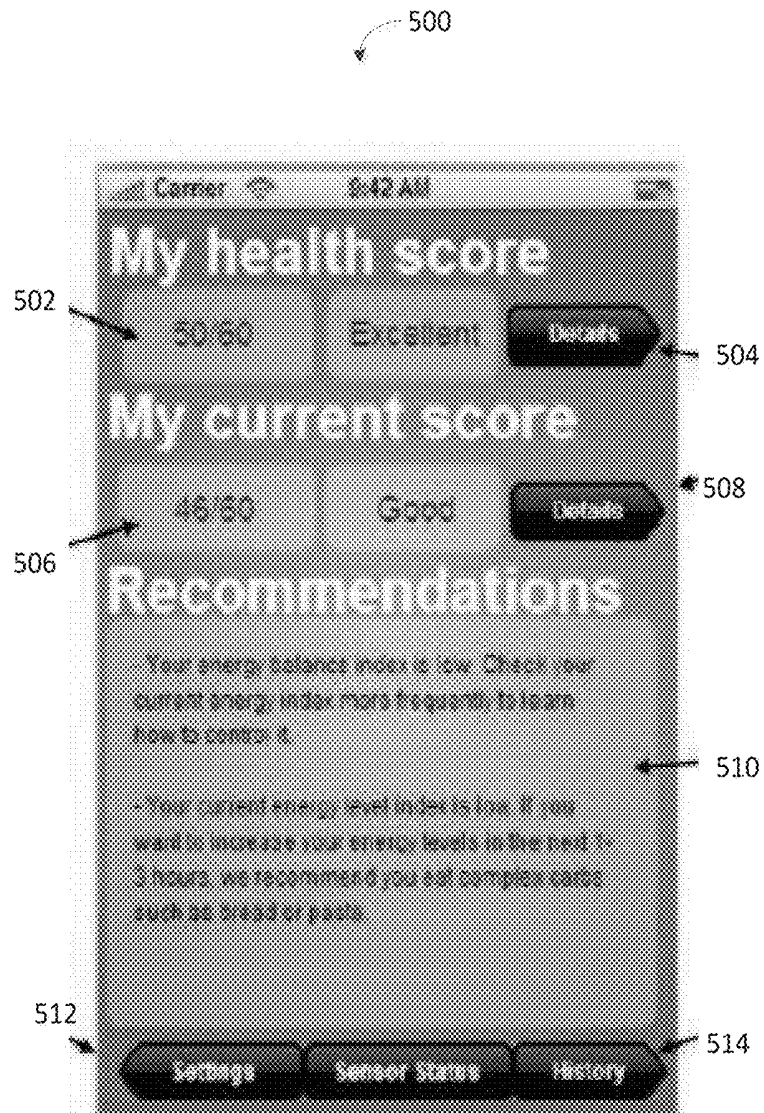 500
Carrier 9:42 AM
My health score
502
50/60 Excellent Details
504
My current score
46/60 Good Details
508
506
Recommendations
- Your energy balance index is low. Check your
current energy index more frequently to learn
how to control it.
510
- Your current energy level index is low. If you
want to increase your energy levels in the next 1-
3 hours, we recommend you eat complex carbs
such as bread or pasta.
512
514
Settings Sensor States History